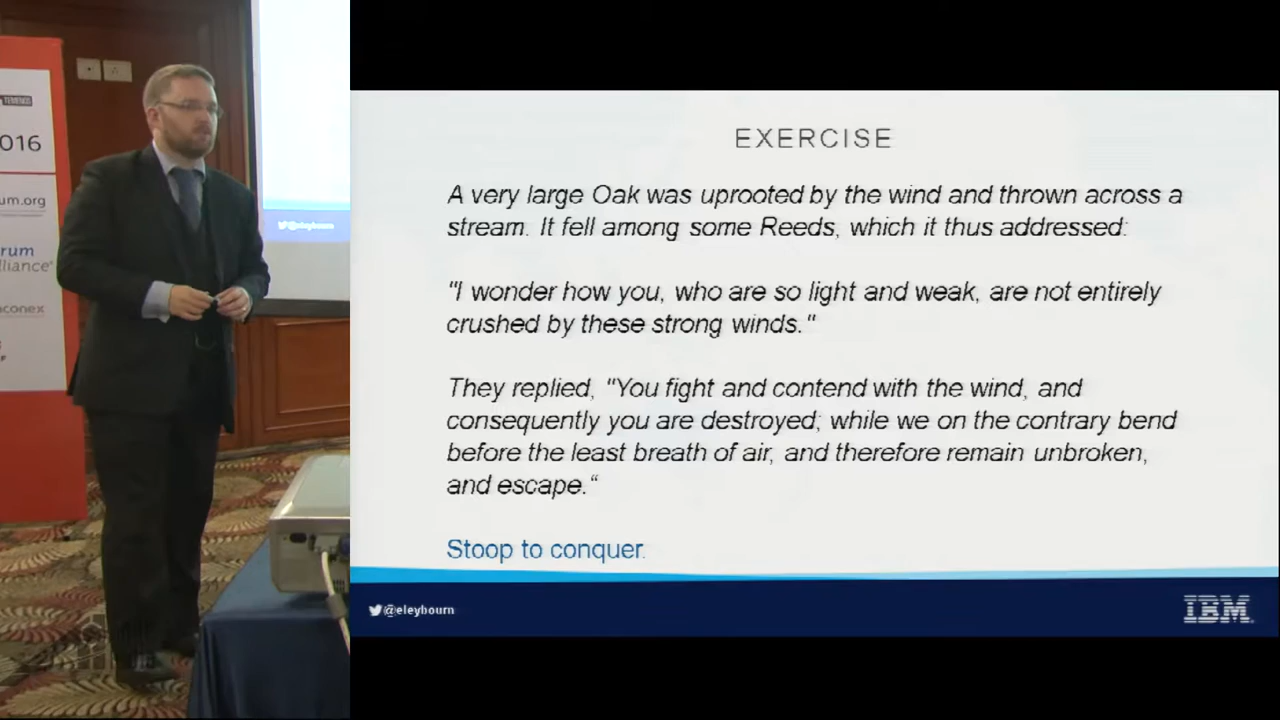 TEMENOS
016
um.org
rum
lliance®
aconex
@eleybourn
EXERCISE
A very large Oak was uprooted by the wind and thrown across a
stream. It fell among some Reeds, which it thus addressed:
"I wonder how you, who are so light and weak, are not entirely
crushed by these strong winds."
They replied, "You fight and contend with the wind, and
consequently you are destroyed; while we on the contrary bend
before the least breath of air, and therefore remain unbroken,
and escape.“
Stoop to conquer.
@eleybourn
IBM